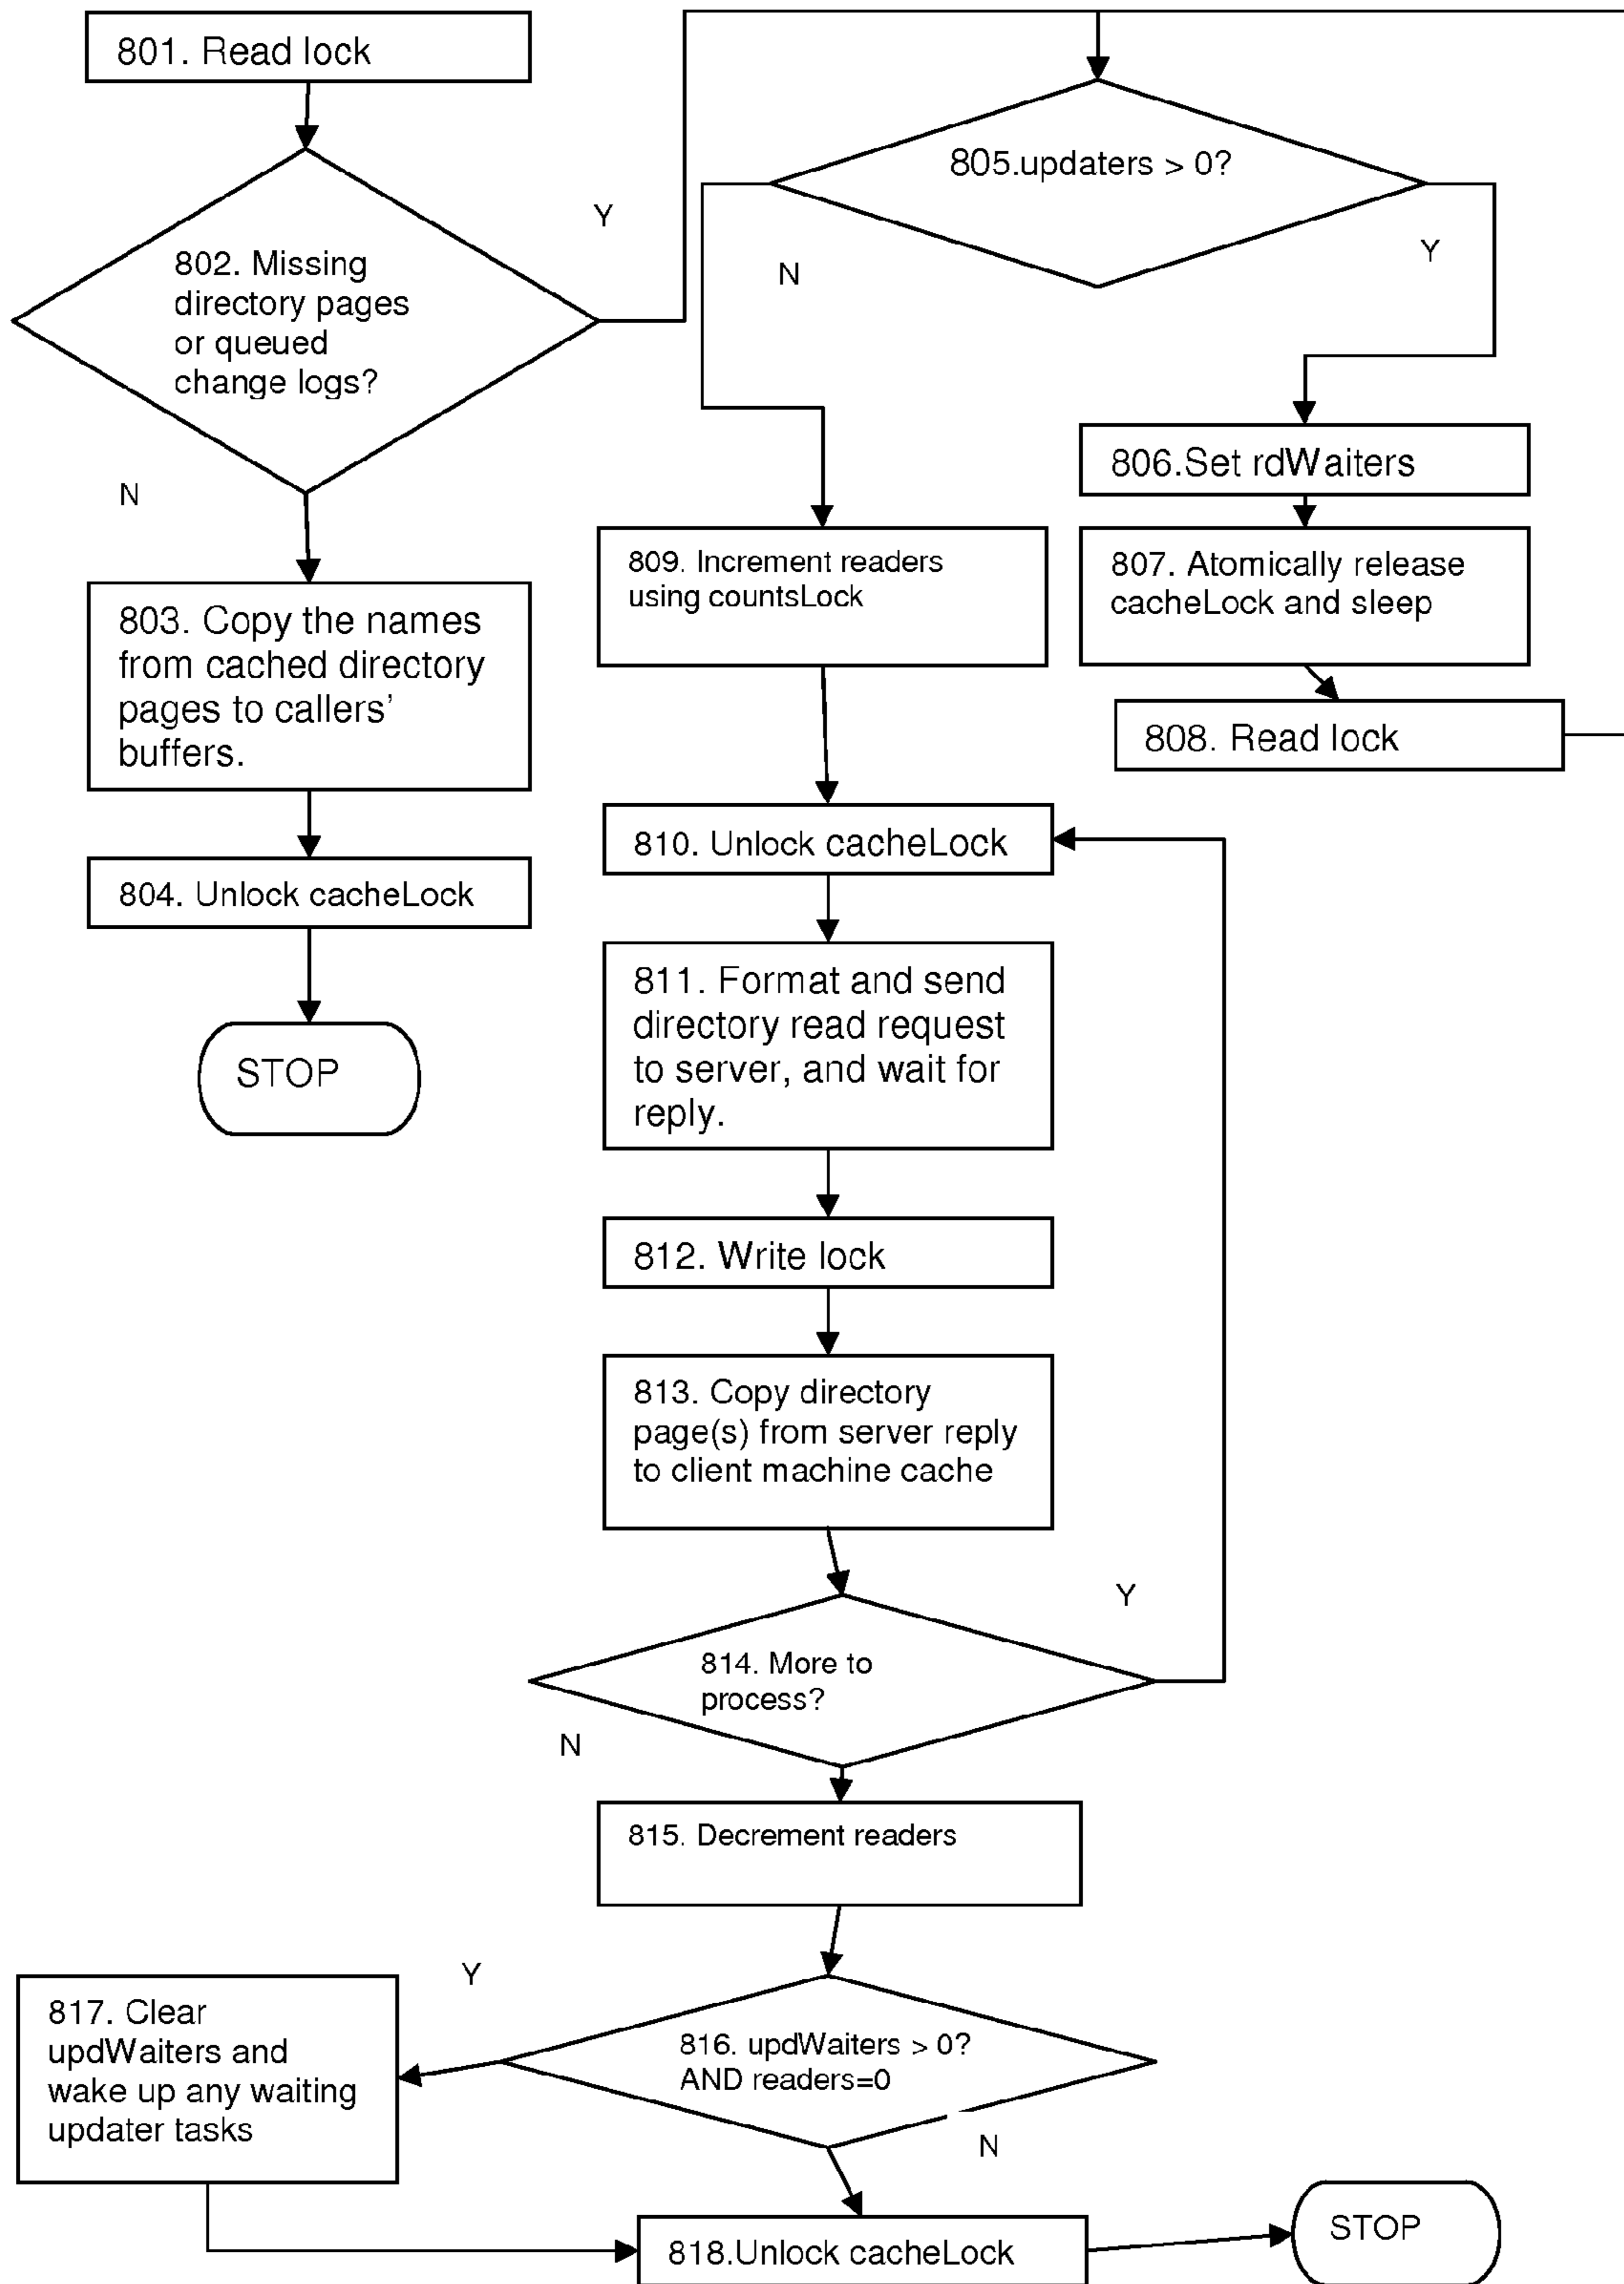 801. Read lock
802. Missing
directory pages
or queued
change logs?
Y
N
803. Copy the names
from cached directory
pages to callers’
buffers.
804. Unlock cacheLock
STOP
805.updaters > 0?
N
Y
806.Set rdWaiters
807. Atomically release
cacheLock and sleep
808. Read lock
809. Increment readers
using countsLock
810. Unlock cacheLock
811. Format and send
directory read request
to server, and wait for
reply.
812. Write lock
813. Copy directory
page(s) from server reply
to client machine cache
814. More to
process?
Y
N
815. Decrement readers
816. updWaiters > 0?
AND readers=0
Y
N
817. Clear
updWaiters and
wake up any waiting
updater tasks
818.Unlock cacheLock
STOP